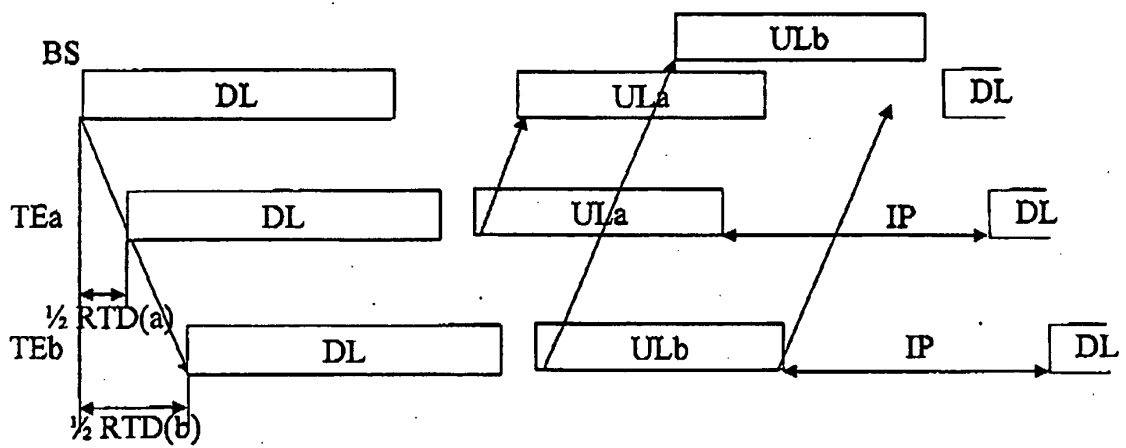 ULb
BS
DL ULa DL
TEa DL ULa IP DL
½ RTD(a)
TEb DL ULb IP DL
½ RTD(b)